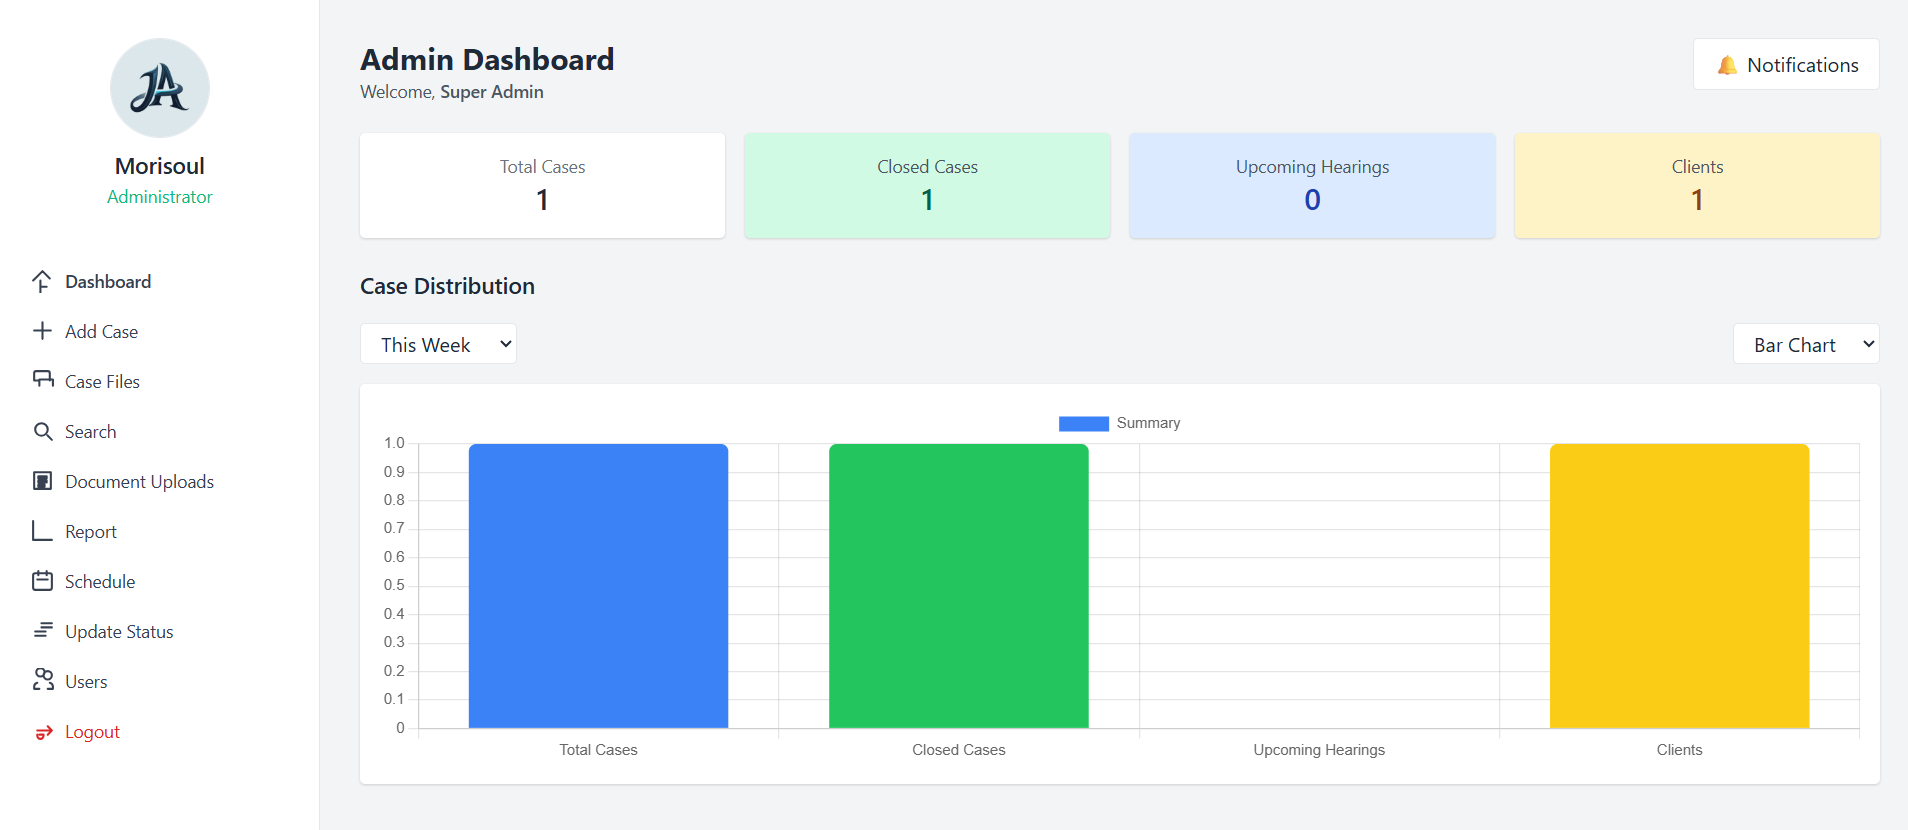 JA
Morisoul
Administrator
Dashboard
Add Case
Case Files
Search
Document Uploads
Report
Schedule
Update Status
Users
Logout
Admin Dashboard
Welcome, Super Admin
Notifications
Total Cases
1
Closed Cases
1
Upcoming Hearings
0
Clients
1
Case Distribution
This Week
Bar Chart
Summary
1.0
0.9
0.8
0.7
0.6
0.5
0.4
0.3
0.2
0.1
0
Total Cases
Closed Cases
Upcoming Hearings
Clients